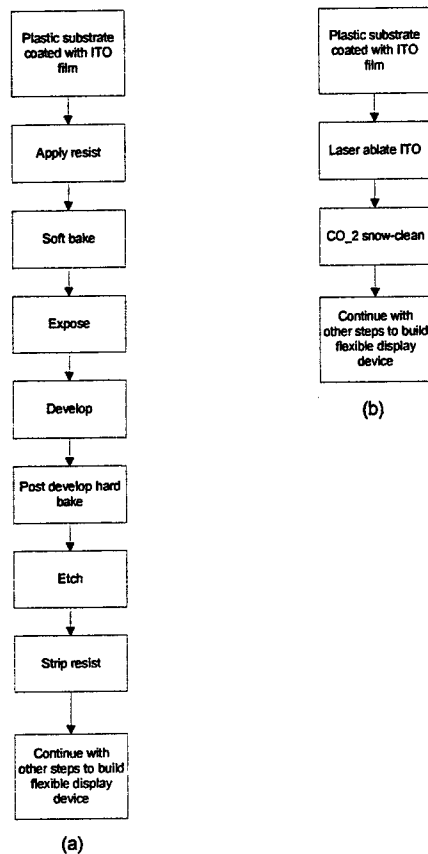 Plastic substrate
coated with ITO
film
Apply resist
Soft bake
Expose
Develop
Post develop hard
bake
Etch
Strip resist
Continue with
other steps to build
flexible display
device
(a)
Plastic substrate
coated with ITO
film
Laser ablate ITO
CO_2 snow-clean
Continue with
other steps to build
flexible display
device
(b)